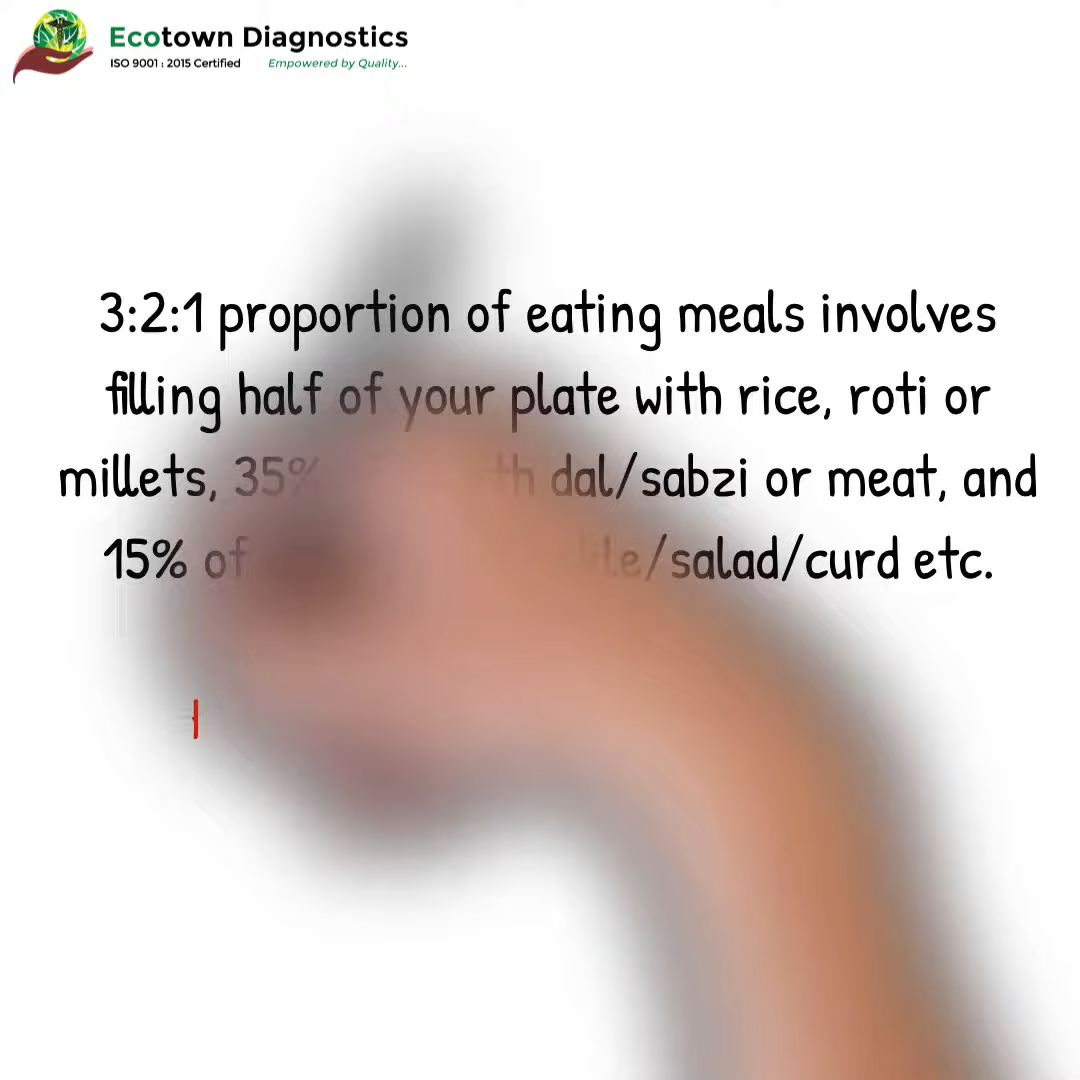 Ecotown Diagnostics
ISO 9001 : 2015 Certified Empowered by Quality...
3:2:1 proportion of eating meals involves
filling half of your plate with rice, roti or
millets, 35% dal/sabzi or meat, and
15% of /salad/curd etc.